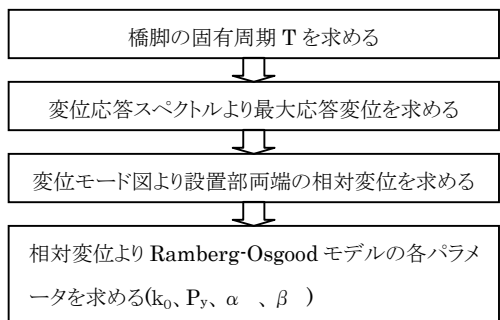 橋脚の固有周期 T を求める
変位応答スペクトルより最大応答変位を求める
変位モード図より設置部両端の相対変位を求める
相対変位より Ramberg-Osgood モデルの各パラメ
ータを求める(k₀、Pᵧ、α 、β )